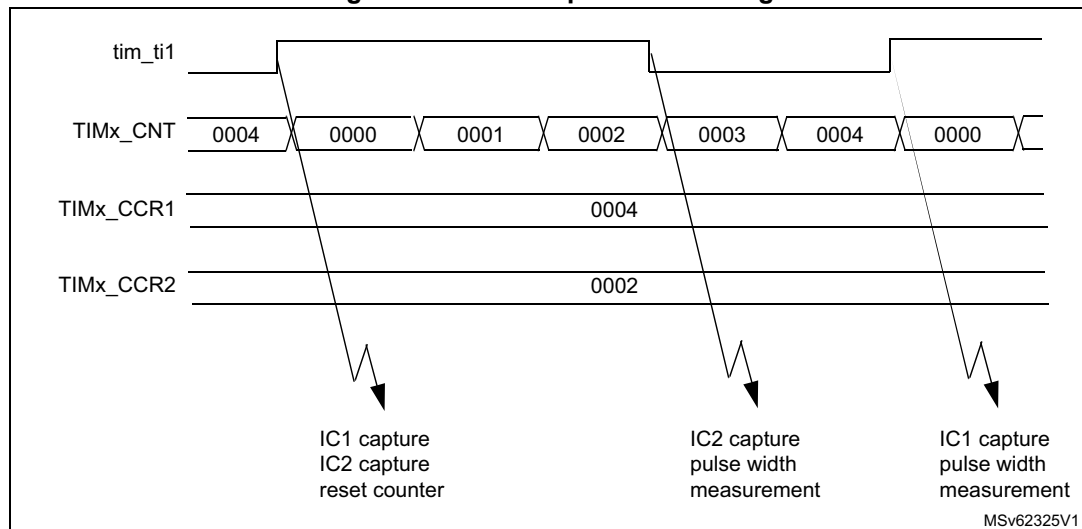 tim_ti1
TIMx_CNT 0004 0000 0001 0002 0003 0004 0000
TIMx_CCR1 0004
TIMx_CCR2 0002
IC1 capture
IC2 capture
reset counter
IC2 capture
pulse width
measurement
IC1 capture
pulse width
measurement
MSv62325V1